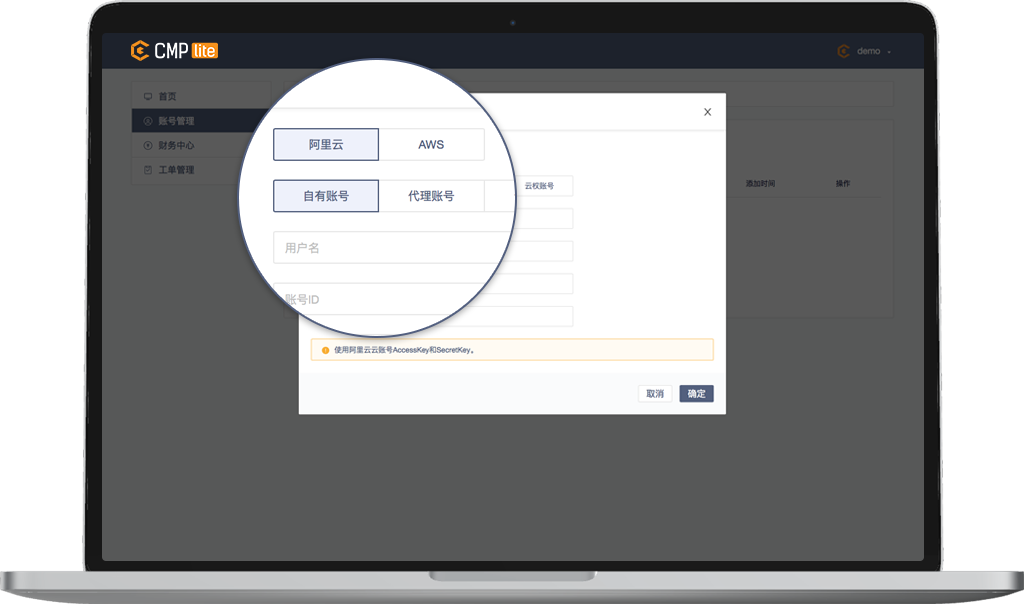 CMP lite
demo
首页
账号管理
财务中心
工单管理
X
阿里云 AWS
自有账号 代理账号
云权账号
用户名
账号ID
添加时间 操作
使用阿里云云账号AccessKey和SecretKey。
取消 确定